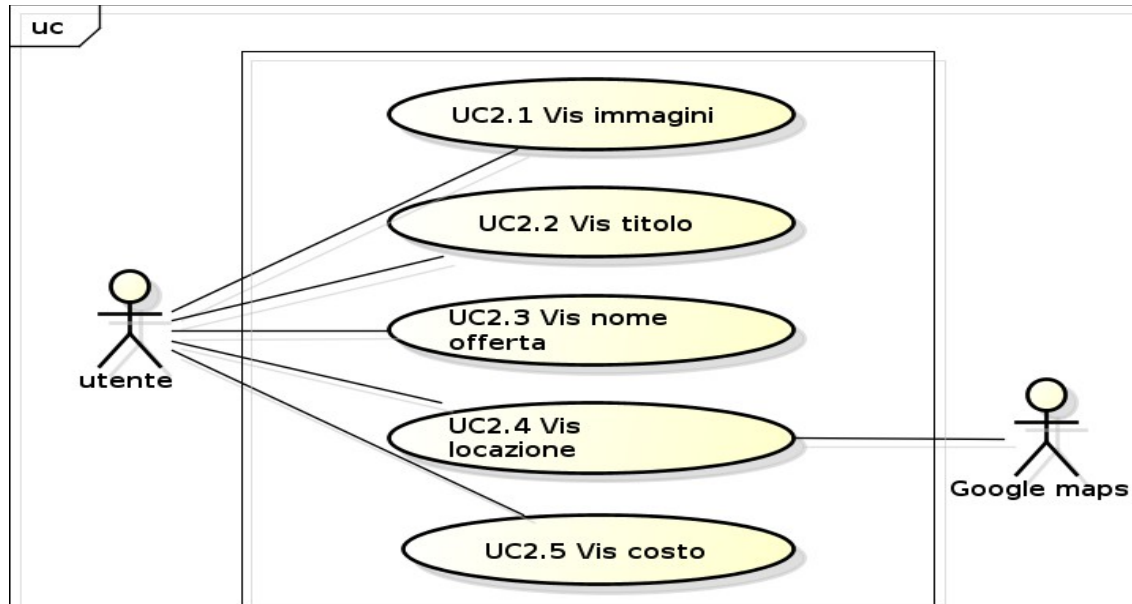 uc
UC2.1 Vis immagini
UC2.2 Vis titolo
UC2.3 Vis nome
offerta
utente
UC2.4 Vis
locazione
Google maps
UC2.5 Vis costo